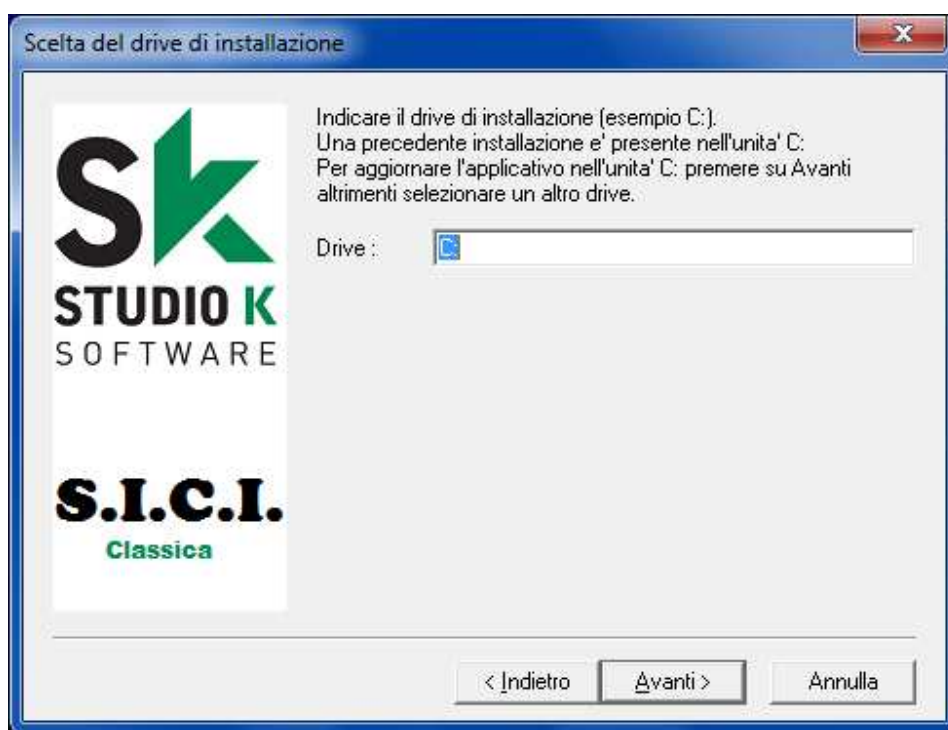 Scelta del drive di installazione
Indicare il drive di installazione (esempio C:).
Una precedente installazione e' presente nell'unita' C:
Per aggiornare l'applicativo nell'unita' C: premere su Avanti
altrimenti selezionare un altro drive.
Drive : C:
Sk
STUDIO K
SOFTWARE
S.I.C.I.
Classica
< Indietro Avanti > Annulla